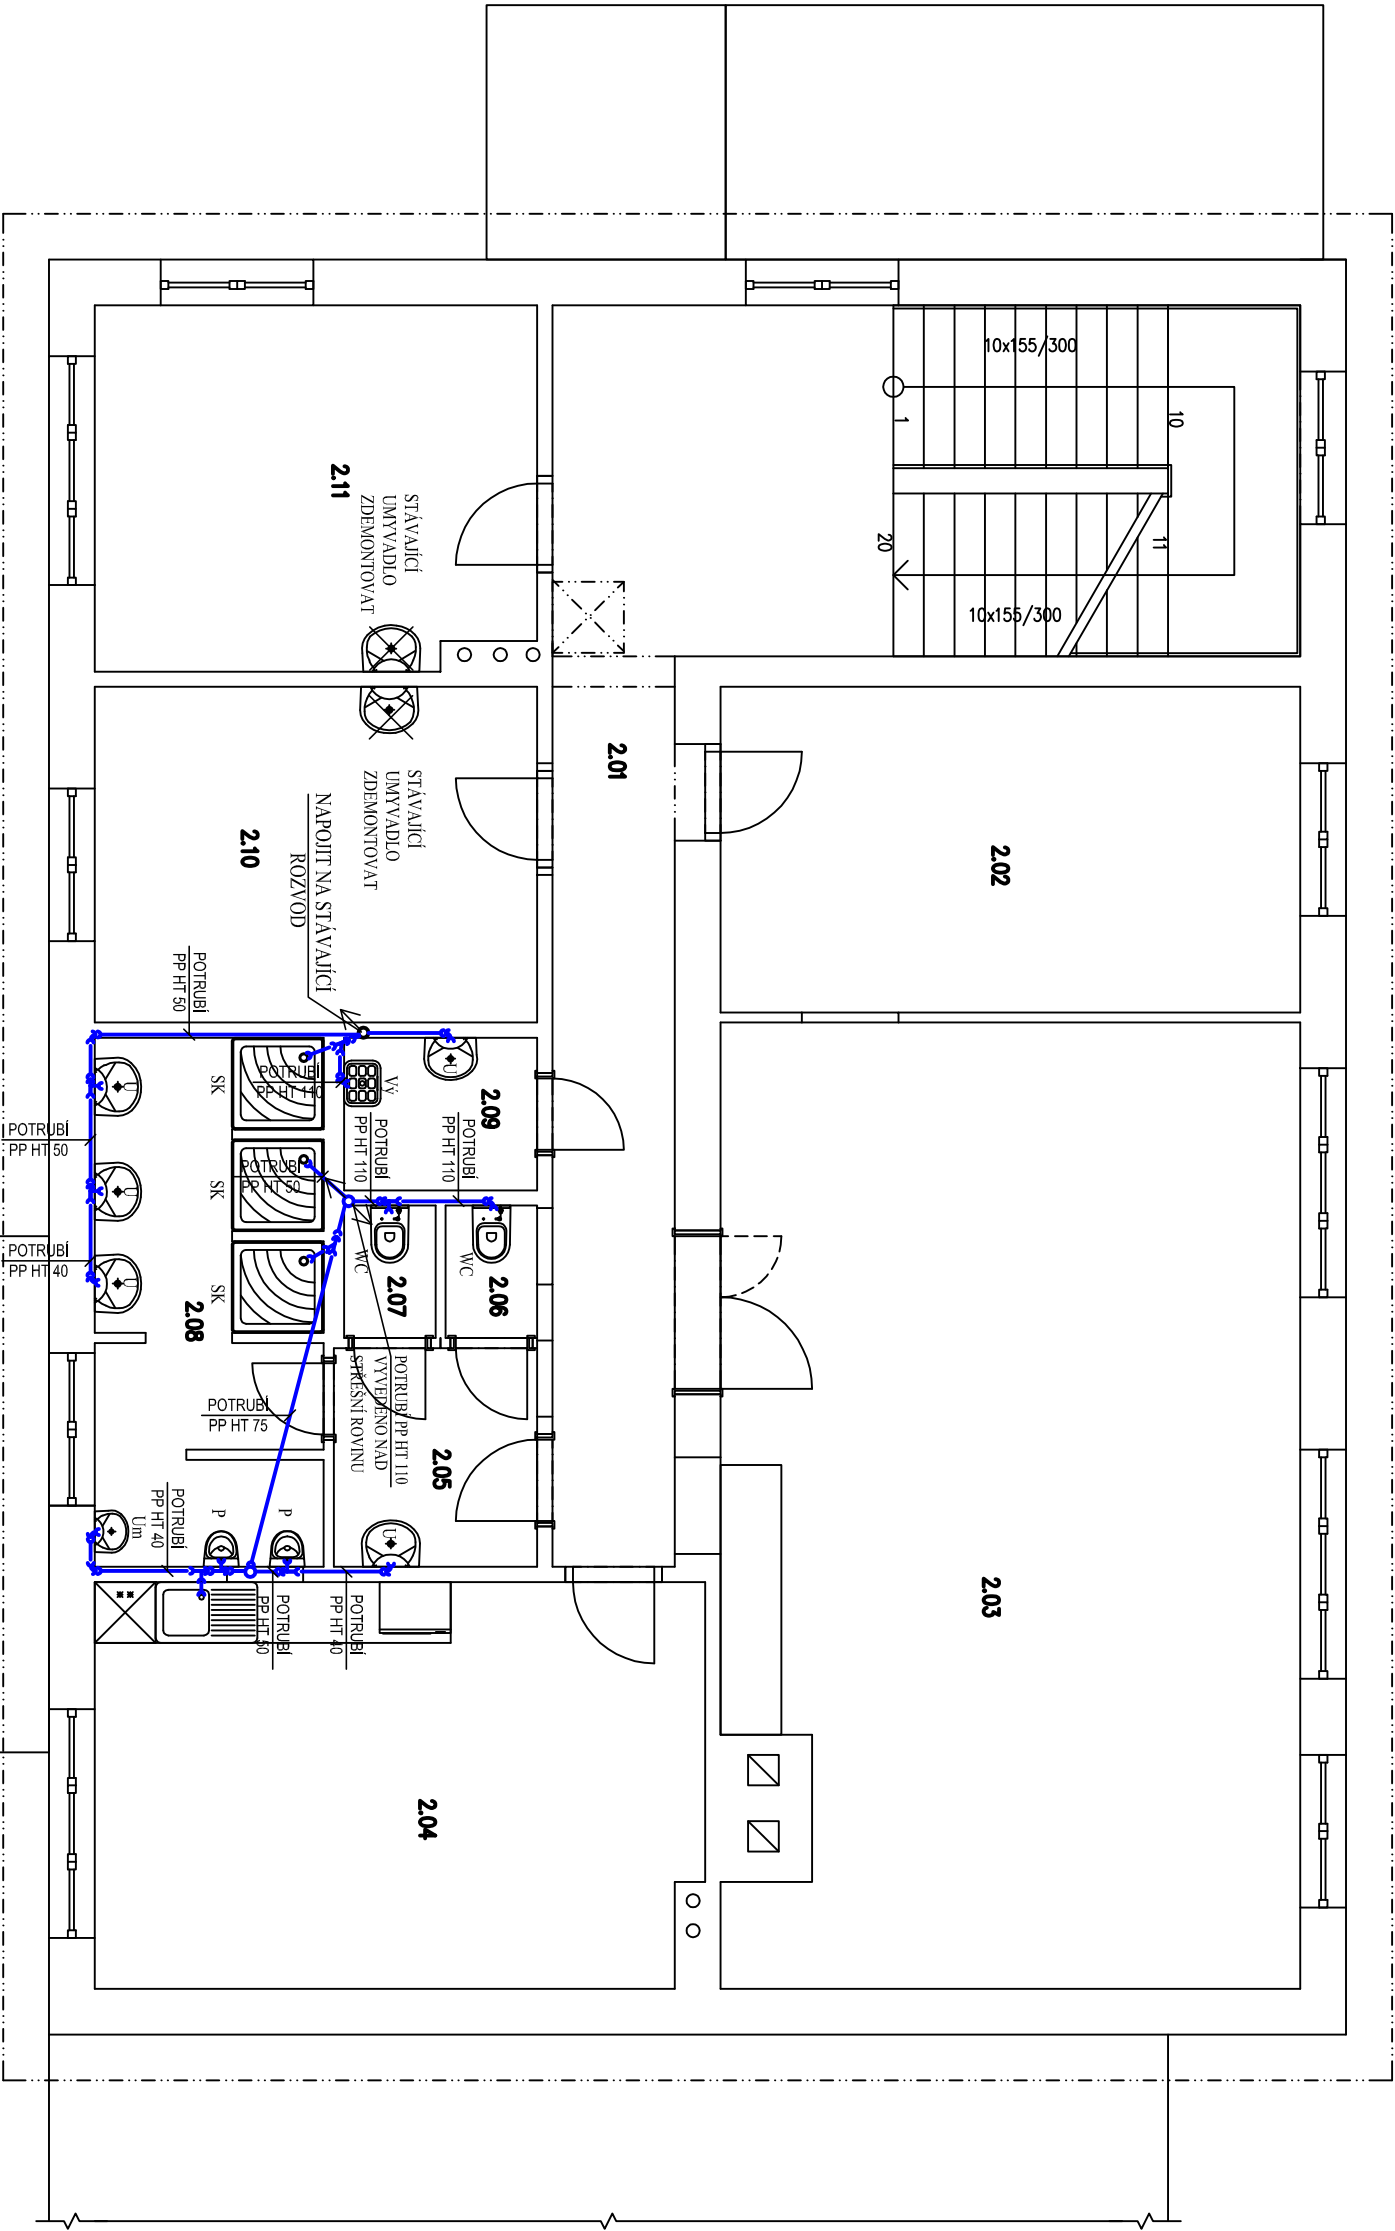 10x155/300
10
1
11
20
10x155/300
2.11
STÁVAJÍCÍ
UMYVADLO
ZDEMONTOVAT
2.01
2.02
STÁVAJÍCÍ
UMYVADLO
ZDEMONTOVAT
NAPOJIT NA STÁVAJÍCÍ
ROZVOD
2.10
POTRUBÍ
PP HT 50
SK
POTRUBÍ
PP HT 110
Vý
U
2.09
U
POTRUBÍ
PP HT 50
POTRUBÍ
PP HT 110
POTRUBÍ
PP HT 110
SK
POTRUBÍ
PP HT 50
U
D
D
WC
WC
POTRUBÍ
PP HT 40
SK
U
2.08
2.07
2.06
POTRUBÍ PP HT 110
VYVEDENO NAD
STŘEŠNÍ ROVINU
POTRUBÍ
PP HT 75
2.05
POTRUBÍ
PP HT 40
Um
P
P
U
POTRUBÍ
PP HT 50
POTRUBÍ
PP HT 40
2.03
2.04